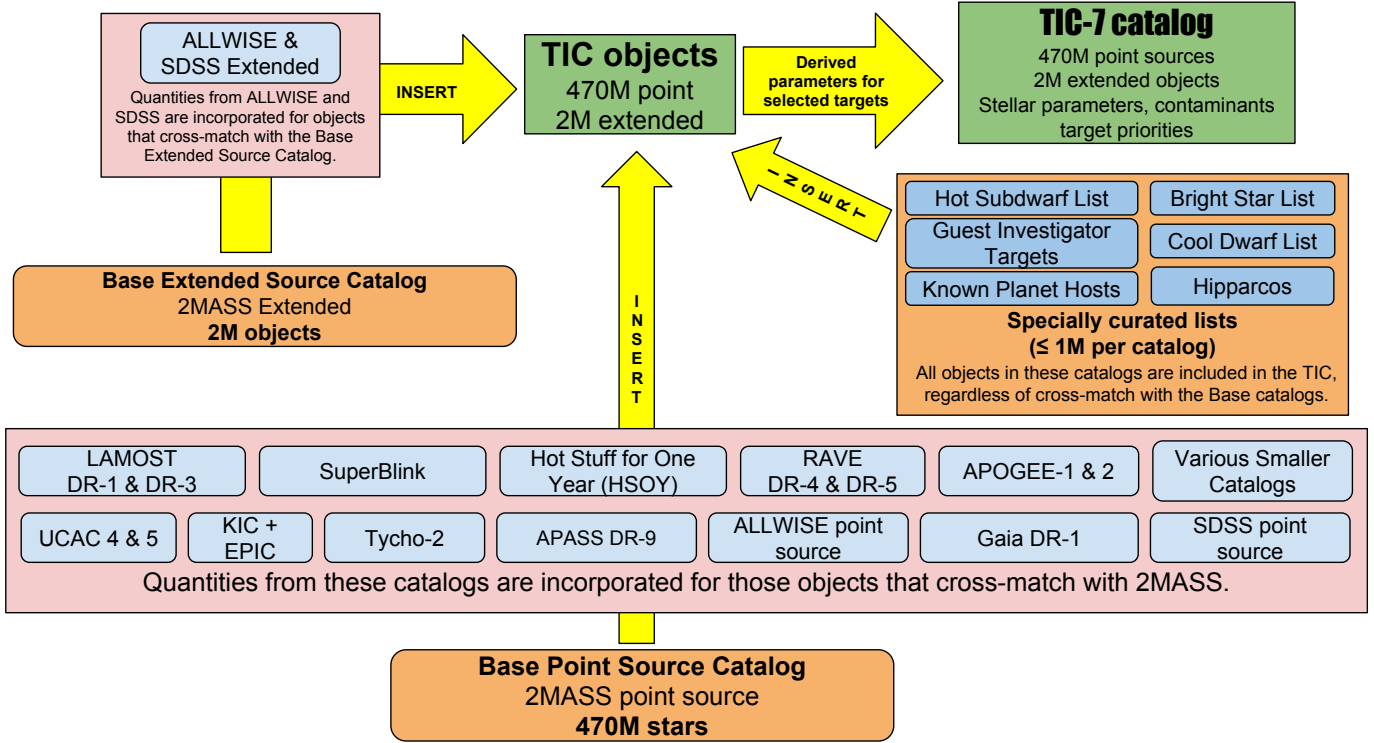 ALLWISE &
SDSS Extended
Quantities from ALLWISE and
SDSS are incorporated for objects
that cross-match with the Base
Extended Source Catalog.
INSERT
TIC objects
470M point
2M extended
Derived
parameters for
selected targets
TIC-7 catalog
470M point sources
2M extended objects
Stellar parameters, contaminants
target priorities
INSERT
Base Extended Source Catalog
2MASS Extended
2M objects
INSERT
Hot Subdwarf List
Bright Star List
Guest Investigator
Targets
Cool Dwarf List
Known Planet Hosts
Hipparcos
Specially curated lists
(≤ 1M per catalog)
All objects in these catalogs are included in the TIC,
regardless of cross-match with the Base catalogs.
LAMOST
DR-1 & DR-3
SuperBlink
Hot Stuff for One
Year (HSOY)
RAVE
DR-4 & DR-5
APOGEE-1 & 2
Various Smaller
Catalogs
UCAC 4 & 5
KIC +
EPIC
Tycho-2
APASS DR-9
ALLWISE point
source
Gaia DR-1
SDSS point
source
Quantities from these catalogs are incorporated for those objects that cross-match with 2MASS.
Base Point Source Catalog
2MASS point source
470M stars